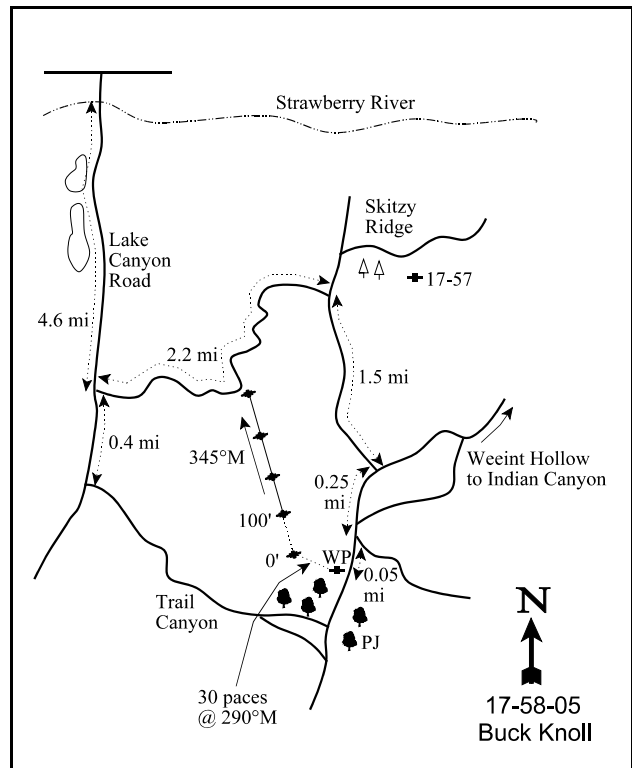 Strawberry River
Skitzy
Ridge
17-57
Lake
Canyon
Road
4.6 mi
2.2 mi
1.5 mi
0.4 mi
345°M
Weeint Hollow
to Indian Canyon
0.25
mi
100'
0'
WP
0.05
mi
Trail
Canyon
PJ
N
30 paces
@ 290°M
17-58-05
Buck Knoll